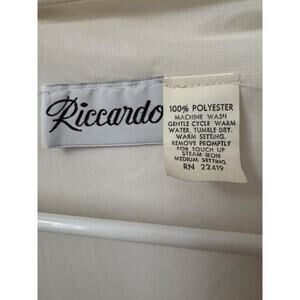 Riccardo
100% POLYESTER
MACHINE WASH
GENTLE CYCLE WARM
WATER, TUMBLE DRY.
WARM SETTING.
REMOVE PROMPTLY
FOR TOUCH UP
STEAM IRON
MEDIUM SETTING.
RN 22419